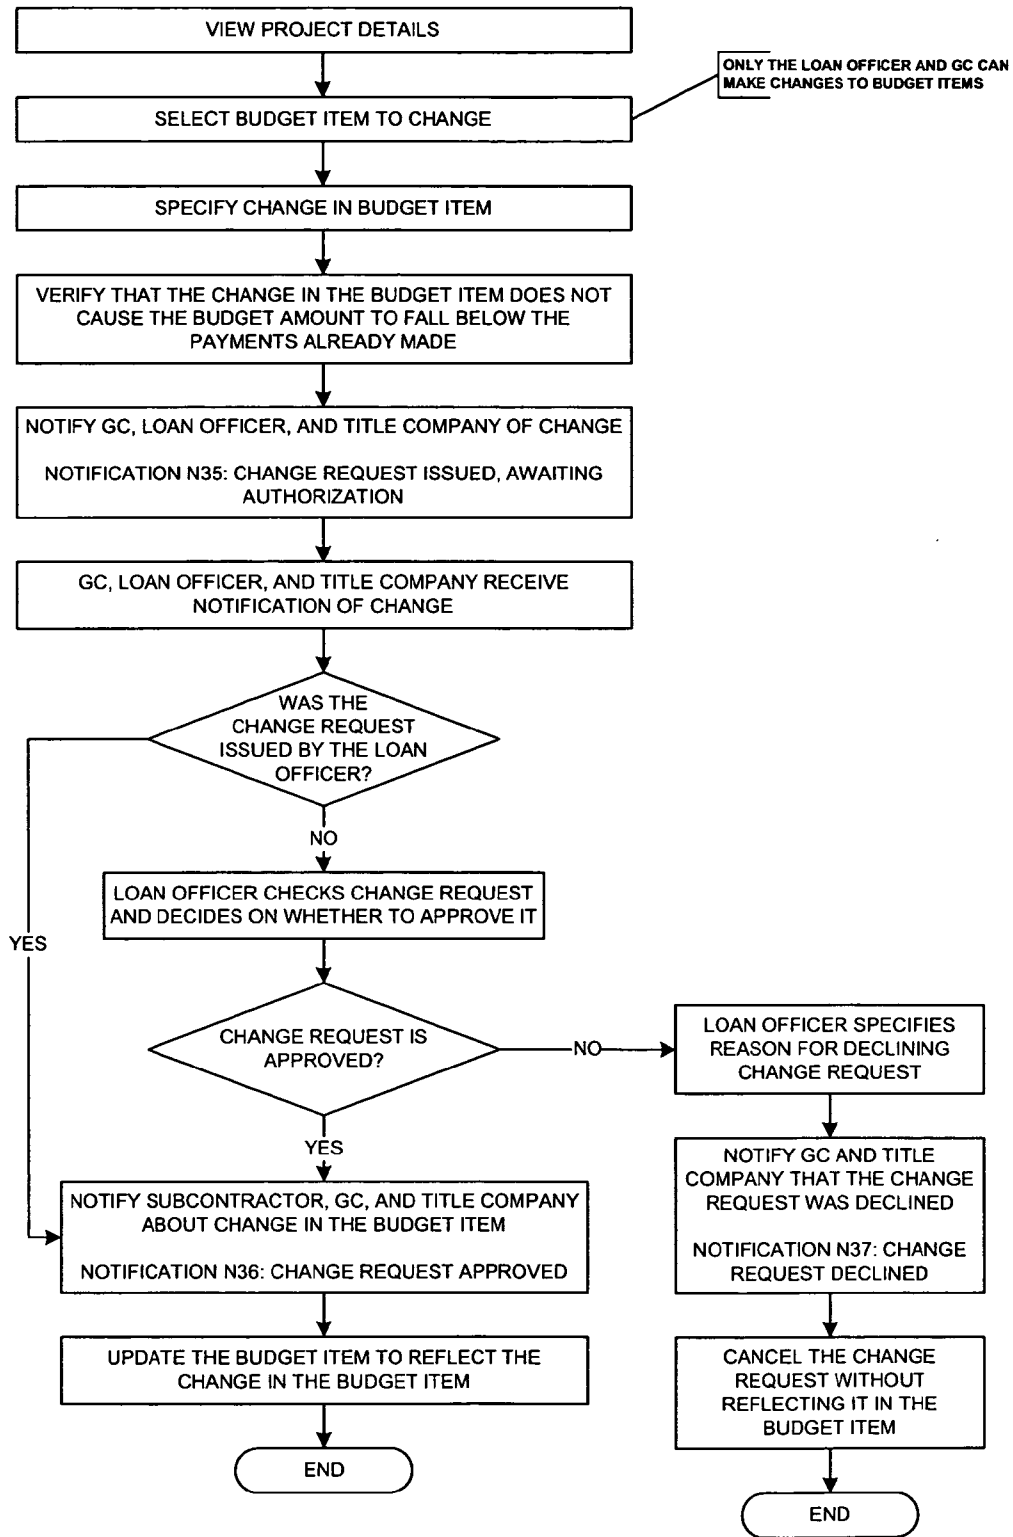 VIEW PROJECT DETAILS
ONLY THE LOAN OFFICER AND GC CAN
MAKE CHANGES TO BUDGET ITEMS
SELECT BUDGET ITEM TO CHANGE
SPECIFY CHANGE IN BUDGET ITEM
VERIFY THAT THE CHANGE IN THE BUDGET ITEM DOES NOT
CAUSE THE BUDGET AMOUNT TO FALL BELOW THE
PAYMENTS ALREADY MADE
NOTIFY GC, LOAN OFFICER, AND TITLE COMPANY OF CHANGE
NOTIFICATION N35: CHANGE REQUEST ISSUED, AWAITING
AUTHORIZATION
GC, LOAN OFFICER, AND TITLE COMPANY RECEIVE
NOTIFICATION OF CHANGE
WAS THE
CHANGE REQUEST
ISSUED BY THE LOAN
OFFICER?
NO
LOAN OFFICER CHECKS CHANGE REQUEST
AND DECIDES ON WHETHER TO APPROVE IT
YES
CHANGE REQUEST IS
APPROVED?
NO
LOAN OFFICER SPECIFIES
REASON FOR DECLINING
CHANGE REQUEST
YES
NOTIFY SUBCONTRACTOR, GC, AND TITLE COMPANY
ABOUT CHANGE IN THE BUDGET ITEM
NOTIFICATION N36: CHANGE REQUEST APPROVED
NOTIFY GC AND TITLE
COMPANY THAT THE CHANGE
REQUEST WAS DECLINED
NOTIFICATION N37: CHANGE
REQUEST DECLINED
UPDATE THE BUDGET ITEM TO REFLECT THE
CHANGE IN THE BUDGET ITEM
CANCEL THE CHANGE
REQUEST WITHOUT
REFLECTING IT IN THE
BUDGET ITEM
END
END